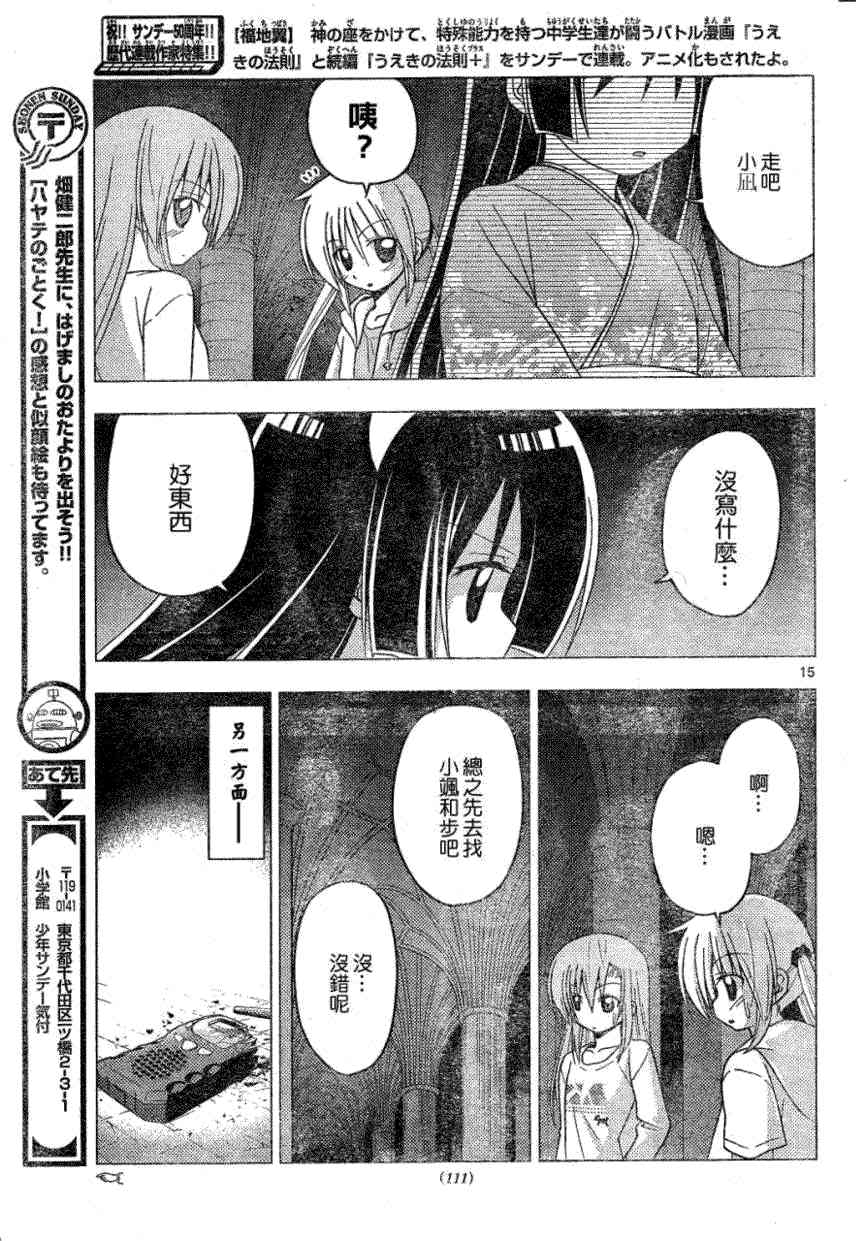 祝!! サンデー50周年!!
歴代連載作家特集!!
【福地翼】 神の座をかけて、特殊能力を持つ中学生達が闘うバトル漫画『うえ
きの法則』と続編『うえきの法則＋』をサンデーで連載。アニメ化もされたよ。
走吧
小凪
咦
？
沒寫什麼…
好東西
15
啊…
嗯…
總之先去找
小颯和步吧
沒…
沒錯呢
另一方面——
SHONEN SUNDAY
〒
畑健二郎先生に、はげましのおたよりを出そう!!
［ハヤテのごとく！］の感想と似顔絵も待ってます。
あて先
〒119-0141 東京都千代田区一ツ橋2-3-1
小学館 少年サンデー気付
(111)